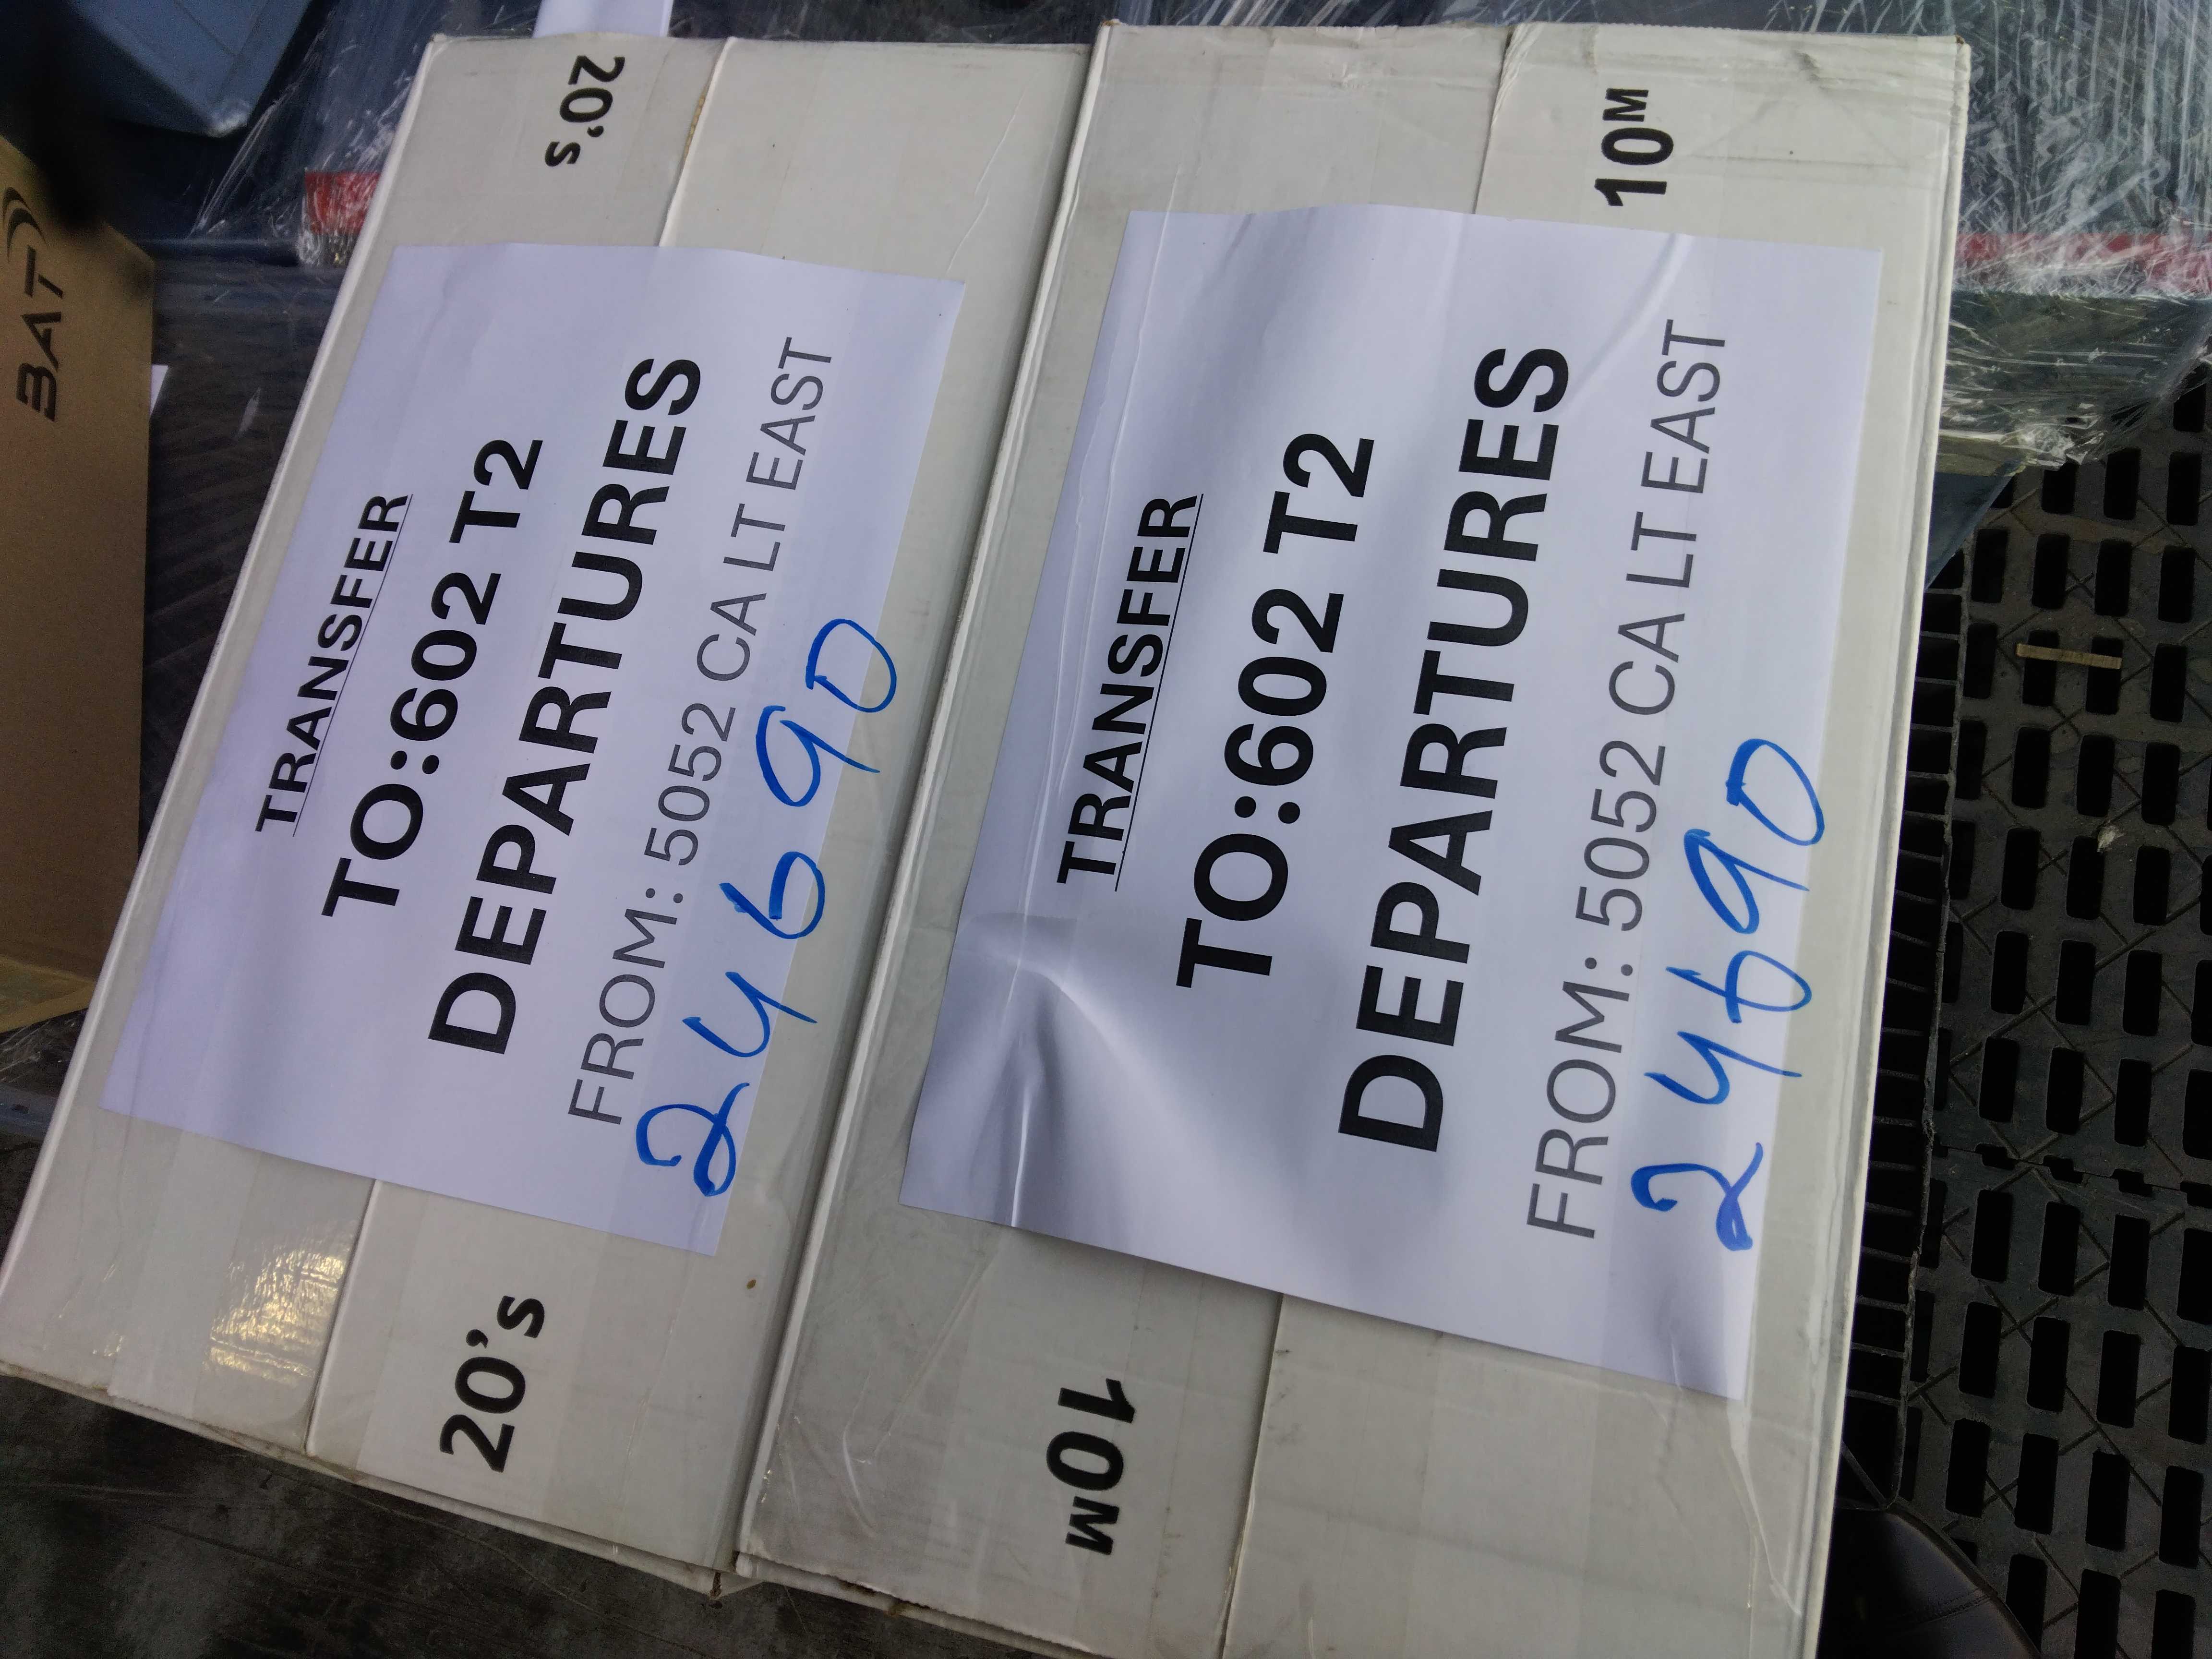 BAT
20's
TRANSFER
TO:602 T2
DEPARTURES
FROM: 5052 CA LT EAST
24690
20's
10M
TRANSFER
TO:602 T2
DEPARTURES
FROM: 5052 CA LT EAST
24690
10M